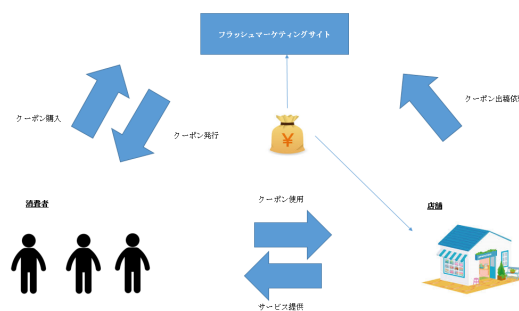 フラッシュマーケティングサイト
クーポン購入
クーポン発行
クーポン出稿依
消費者
クーポン使用
店舗
サービス提供